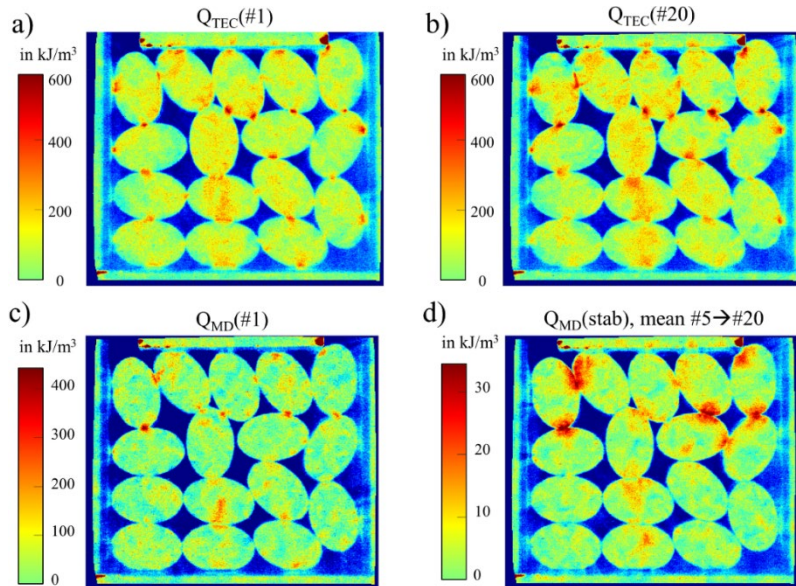 a)
Q_TEC(#1)
in kJ/m³
600
400
200
0
b)
Q_TEC(#20)
in kJ/m³
600
400
200
0
c)
Q_MD(#1)
in kJ/m³
400
300
200
100
0
d)
Q_MD(stab), mean #5→#20
in kJ/m³
30
20
10
0